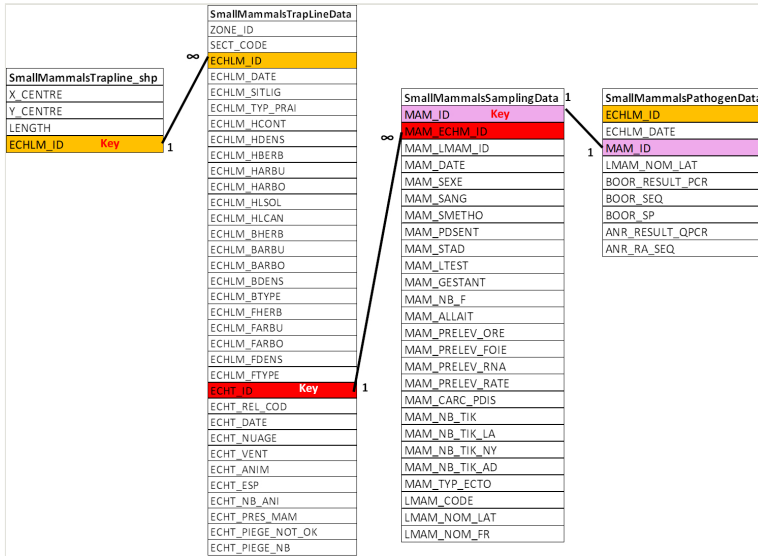 SmallMammalsTrapline_shp
X_CENTRE
Y_CENTRE
LENGTH
ECHLM_ID Key
1
∞
SmallMammalsTrapLineData
ZONE_ID
SECT_CODE
ECHLM_ID
ECHLM_DATE
ECHLM_SITLIG
ECHLM_TYP_PRAI
ECHLM_HCONT
ECHLM_HDENS
ECHLM_HBERB
ECHLM_HARBU
ECHLM_HARBO
ECHLM_HLSOL
ECHLM_HLCAN
ECHLM_BHERB
ECHLM_BARBU
ECHLM_BARBO
ECHLM_BDENS
ECHLM_BTYPE
ECHLM_FHERB
ECHLM_FARBU
ECHLM_FARBO
ECHLM_FDENS
ECHLM_FTYPE
ECHT_ID Key
1
ECHT_REL_COD
ECHT_DATE
ECHT_NUAGE
ECHT_VENT
ECHT_ANIM
ECHT_ESP
ECHT_NB_ANI
ECHT_PRES_MAM
ECHT_PIEGE_NOT_OK
ECHT_PIEGE_NB
∞
SmallMammalsSamplingData
1
MAM_ID Key
MAM_ECHM_ID
MAM_LMAM_ID
MAM_DATE
MAM_SEXE
MAM_SANG
MAM_SMETHO
MAM_PDSENT
MAM_STAD
MAM_LTEST
MAM_GESTANT
MAM_NB_F
MAM_ALLAIT
MAM_PRELEV_ORE
MAM_PRELEV_FOIE
MAM_PRELEV_RNA
MAM_PRELEV_RATE
MAM_CARC_PDIS
MAM_NB_TIK
MAM_NB_TIK_LA
MAM_NB_TIK_NY
MAM_NB_TIK_AD
MAM_TYP_ECTO
LMAM_CODE
LMAM_NOM_LAT
LMAM_NOM_FR
1
SmallMammalsPathogenData
ECHLM_ID
ECHLM_DATE
MAM_ID
LMAM_NOM_LAT
BOOR_RESULT_PCR
BOOR_SEQ
BOOR_SP
ANR_RESULT_QPCR
ANR_RA_SEQ